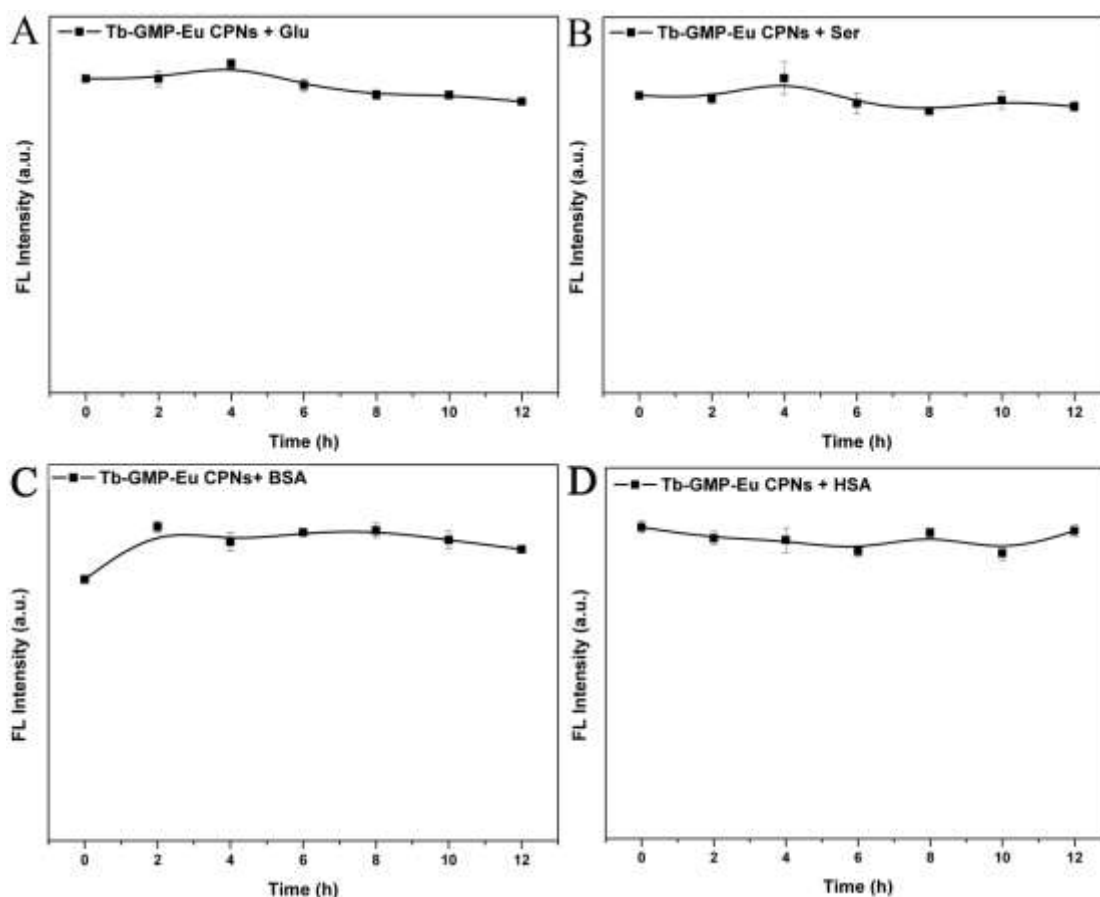 A
Tb-GMP-Eu CPNs + Glu
FL Intensity (a.u.)
0 2 4 6 8 10 12
Time (h)
B
Tb-GMP-Eu CPNs + Ser
FL Intensity (a.u.)
0 2 4 6 8 10 12
Time (h)
C
Tb-GMP-Eu CPNs+ BSA
FL Intensity (a.u.)
0 2 4 6 8 10 12
Time (h)
D
Tb-GMP-Eu CPNs + HSA
FL Intensity (a.u.)
0 2 4 6 8 10 12
Time (h)